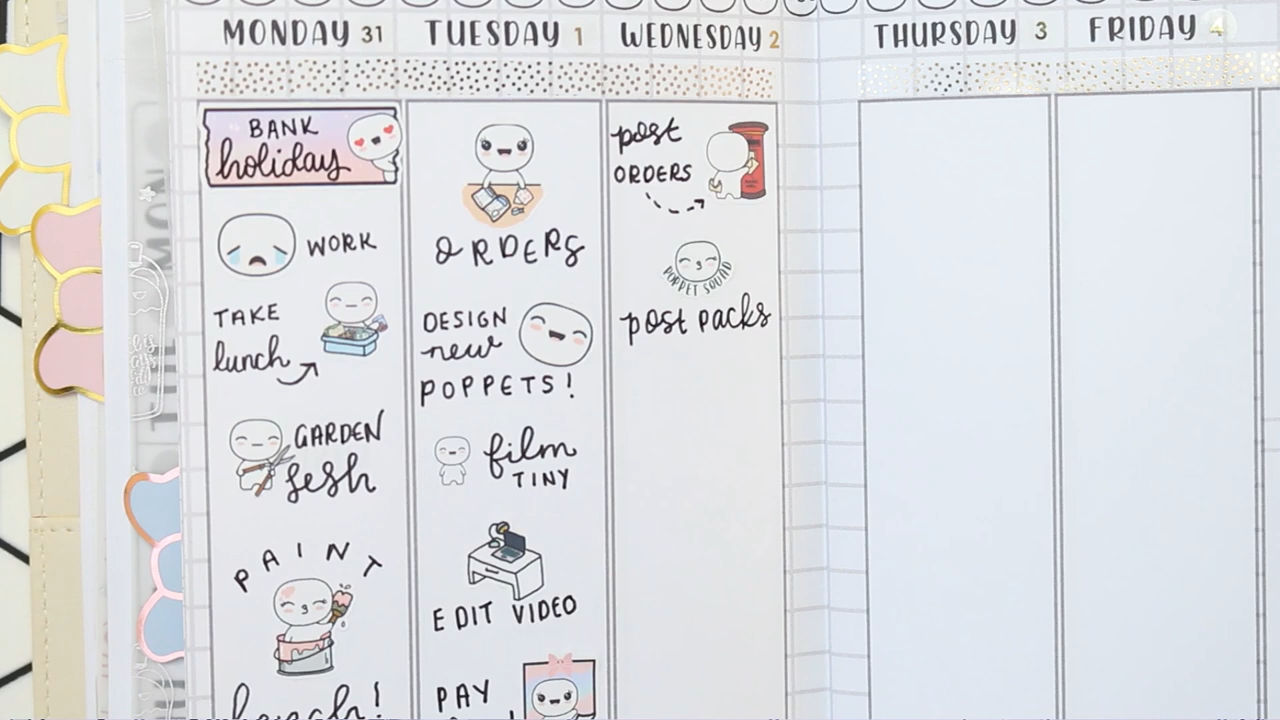 MONDAY 31
BANK
holiday
WORK
TAKE
lunch
GARDEN
sesh
PAINT
bench!
TUESDAY 1
ORDERS
DESIGN
new
POPPETS!
film
TINY
EDIT VIDEO
PAY
WEDNESDAY 2
post
ORDERS
POPPET SQUAD
post packs
THURSDAY 3
FRIDAY 4